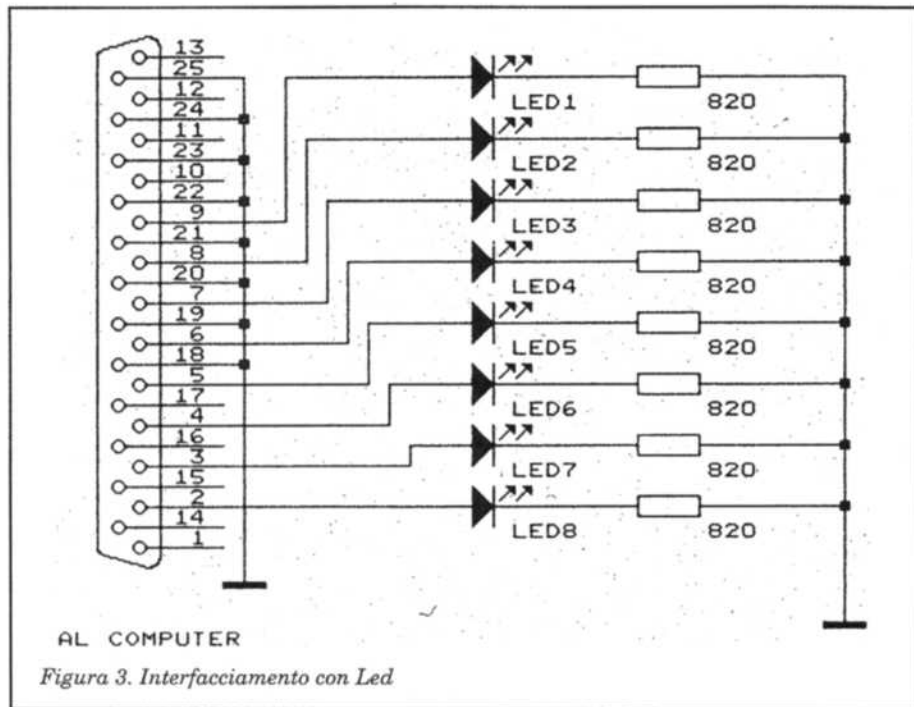 13
25
12
24
11
23
10
22
9
21
8
20
7
19
6
18
5
17
4
16
3
15
2
14
1
LED1 820
LED2 820
LED3 820
LED4 820
LED5 820
LED6 820
LED7 820
LED8 820
AL COMPUTER
Figura 3. Interfacciamento con Led